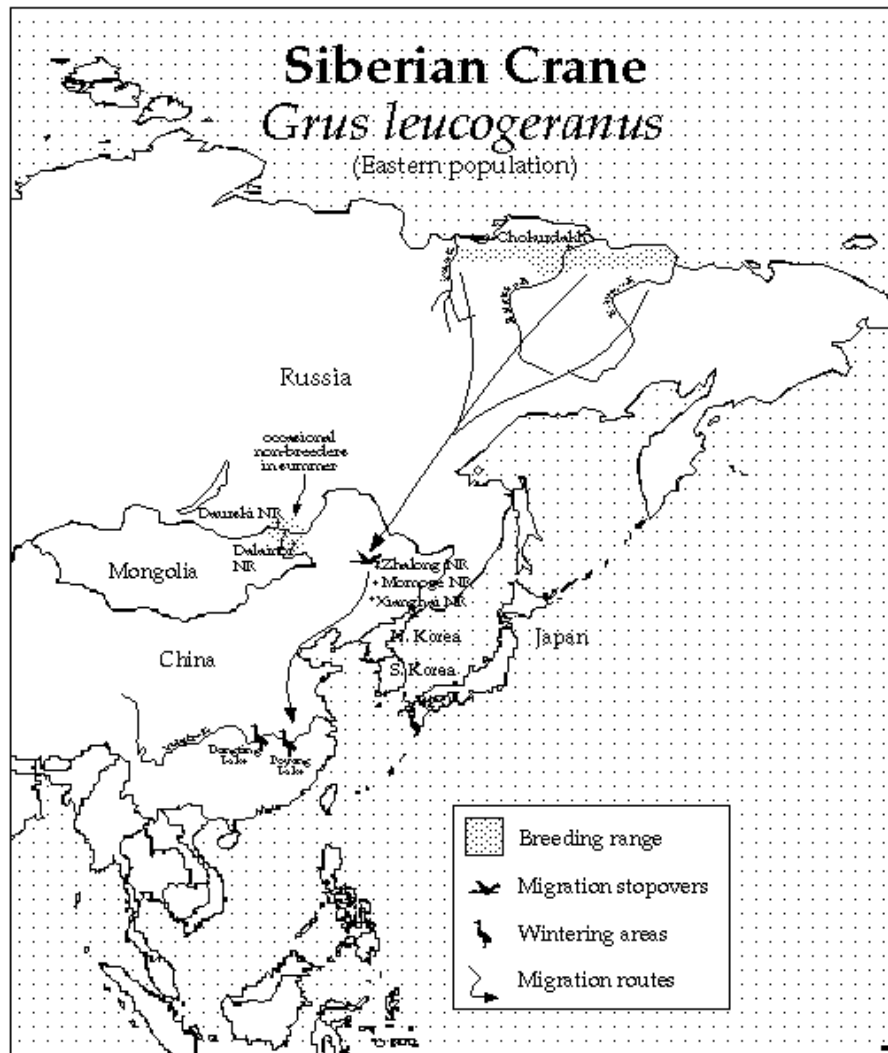 Siberian Crane
Grus leucogeranus
(Eastern population)
Chokurdakh
Russia
occasional
non-breeders
in summer
Daurski NR
Dalainor
NR
Mongolia
Zhalong NR
Momoge NR
Xianghai NR
N. Korea
Japan
China
S. Korea
Dongting
Lake
Poyang
Lake
Breeding range
Migration stopovers
Wintering areas
Migration routes